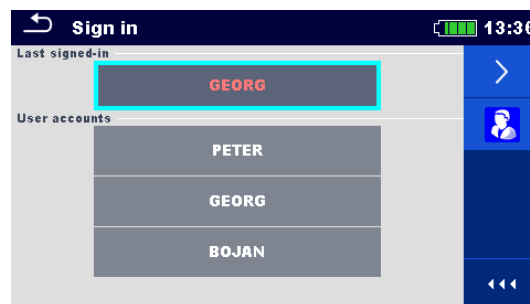 Sign in 13:36
Last signed-in
GEORG
User accounts
PETER
GEORG
BOJAN